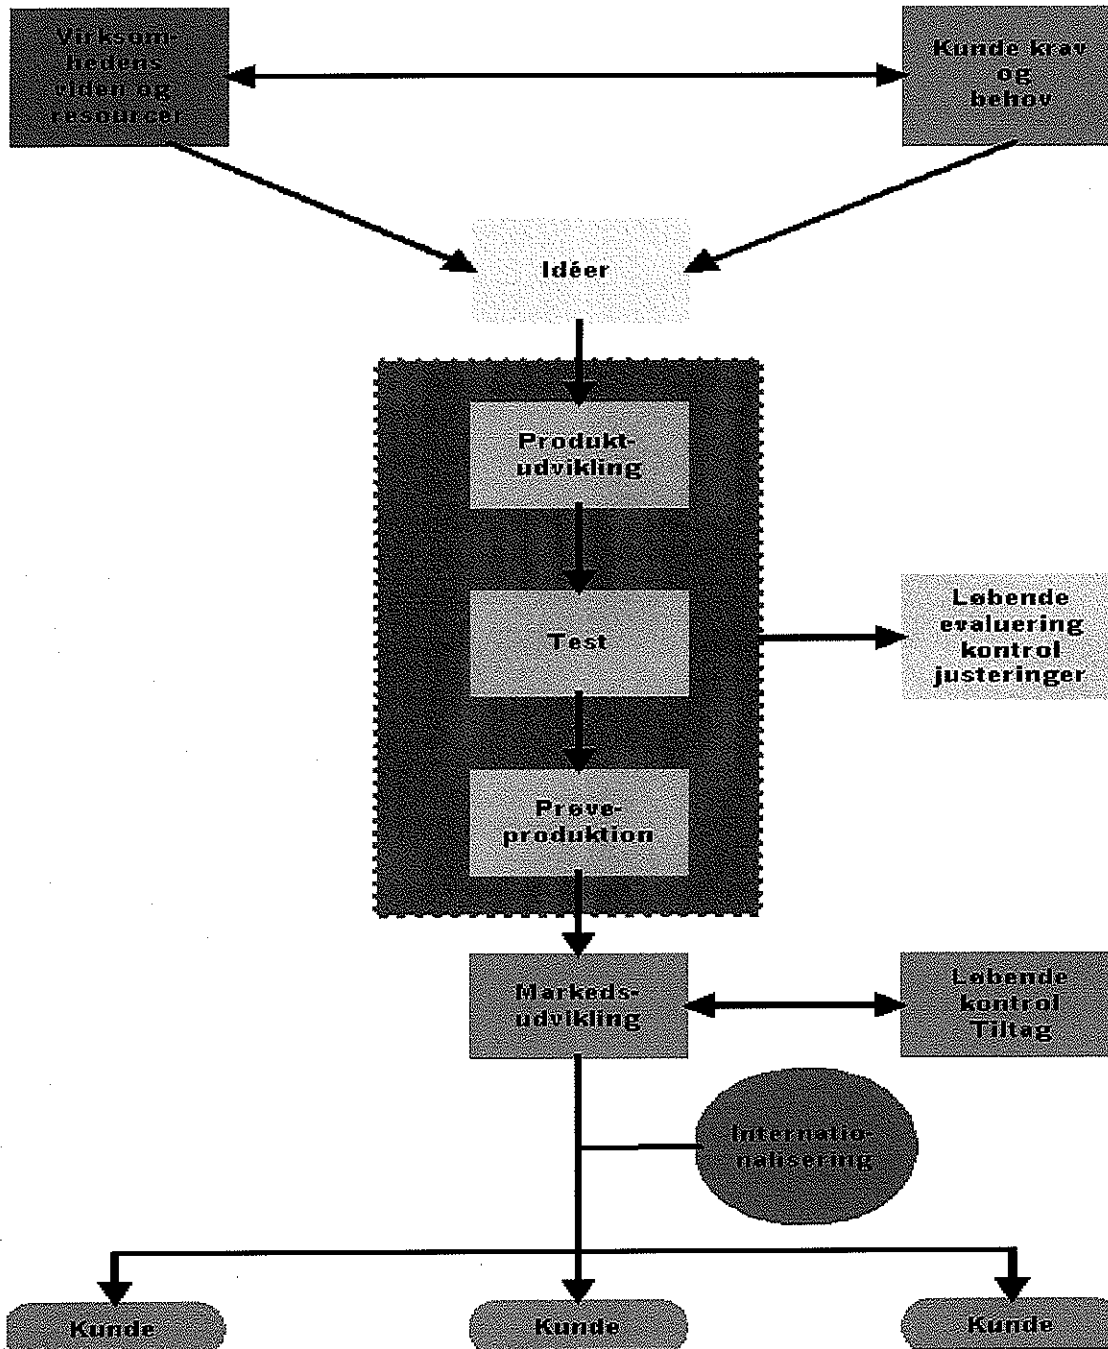 Virksom-
hedens
viden og
resourcer
Kunde krav
og
behov
Idéer
Produkt-
udvikling
Test
Løbende
evaluering
kontrol
justeringer
Prøve-
produktion
Markeds-
udvikling
Løbende
kontrol
Tiltag
Internatio-
nalisering
Kunde
Kunde
Kunde